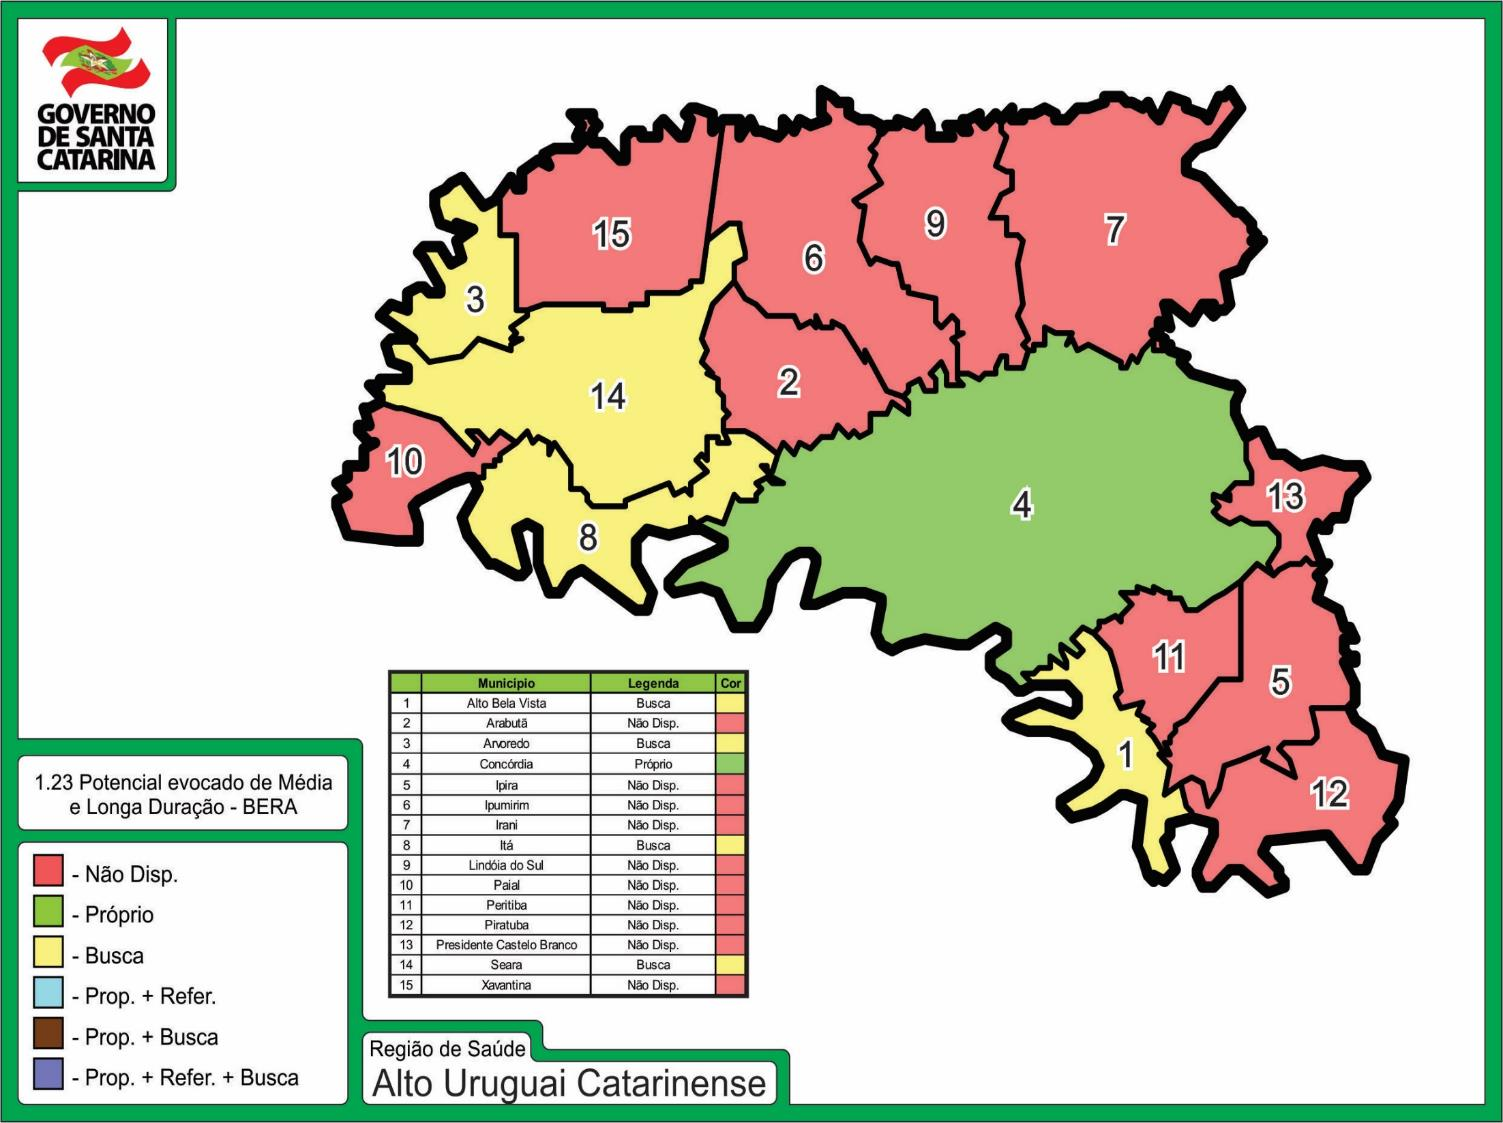 GOVERNO
DE SANTA
CATARINA
15
6
9
7
3
14
2
10
8
4
13
11
5
1
12
Municipio Legenda Cor
1 Alto Bela Vista Busca
2 Arabutã Não Disp.
3 Arvoredo Busca
4 Concórdia Próprio
5 Ipira Não Disp.
6 Ipumirim Não Disp.
7 Irani Não Disp.
8 Itá Busca
9 Lindóia do Sul Não Disp.
10 Paial Não Disp.
11 Peritiba Não Disp.
12 Piratuba Não Disp.
13 Presidente Castelo Branco Não Disp.
14 Seara Busca
15 Xavantina Não Disp.
1.23 Potencial evocado de Média
e Longa Duração - BERA
- Não Disp.
- Próprio
- Busca
- Prop. + Refer.
- Prop. + Busca
- Prop. + Refer. + Busca
Região de Saúde
Alto Uruguai Catarinense